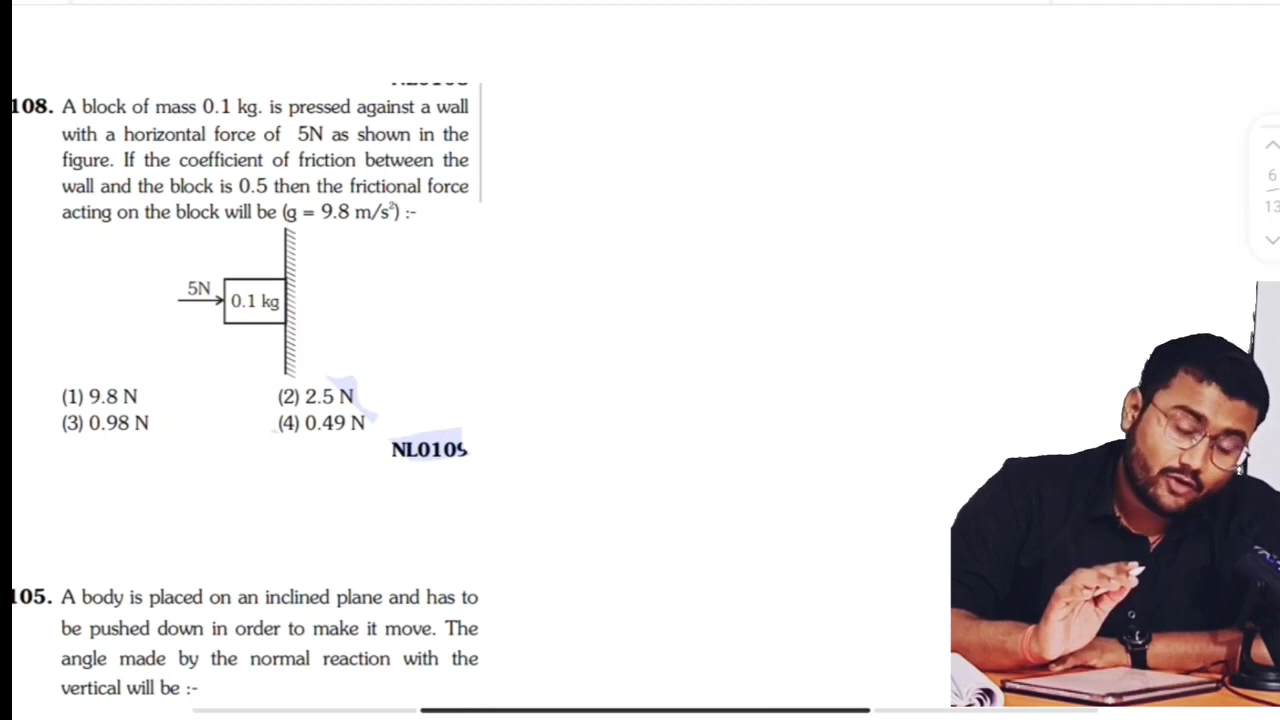 108. A block of mass 0.1 kg. is pressed against a wall
with a horizontal force of 5N as shown in the
figure. If the coefficient of friction between the
wall and the block is 0.5 then the frictional force
acting on the block will be (g = 9.8 m/s²) :-
5N
0.1 kg
(1) 9.8 N (2) 2.5 N
(3) 0.98 N (4) 0.49 N
105. A body is placed on an inclined plane and has to
be pushed down in order to make it move. The
angle made by the normal reaction with the
vertical will be :-
6
13